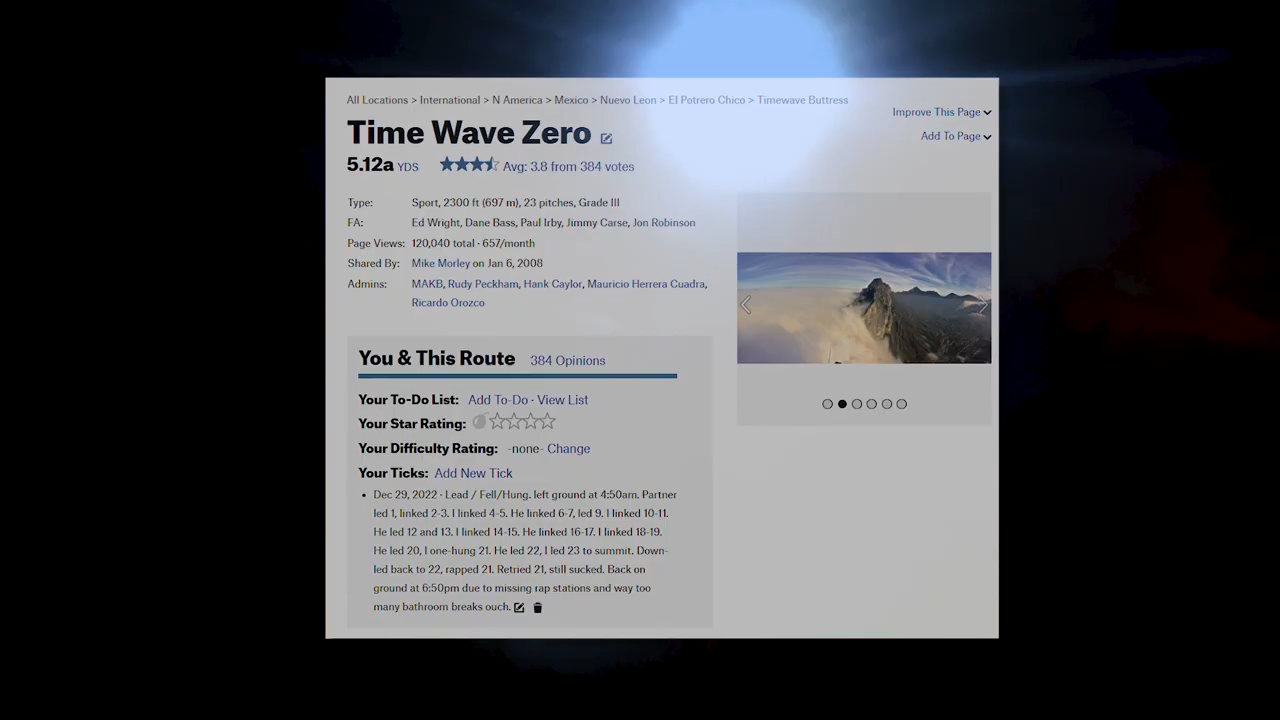 All Locations > International > N America > Mexico > Nuevo Leon > El Potrero Chico > Timewave Buttress
Improve This Page
Add To Page
Time Wave Zero
5.12a YDS Avg: 3.8 from 384 votes
Type: Sport, 2300 ft (697 m), 23 pitches, Grade III
FA: Ed Wright, Dane Bass, Paul Irby, Jimmy Carse, Jon Robinson
Page Views: 120,040 total · 657/month
Shared By: Mike Morley on Jan 6, 2008
Admins: MAKB, Rudy Peckham, Hank Caylor, Mauricio Herrera Cuadra,
Ricardo Orozco
You & This Route 384 Opinions
Your To-Do List: Add To-Do · View List
Your Star Rating:
Your Difficulty Rating: -none- Change
Your Ticks: Add New Tick
• Dec 29, 2022 · Lead / Fell/Hung. left ground at 4:50am. Partner
led 1, linked 2-3. I linked 4-5. He linked 6-7, led 9. I linked 10-11.
He led 12 and 13. I linked 14-15. He linked 16-17. I linked 18-19.
He led 20, I one-hung 21. He led 22, I led 23 to summit. Down-
led back to 22, rapped 21. Retried 21, still sucked. Back on
ground at 6:50pm due to missing rap stations and way too
many bathroom breaks ouch.